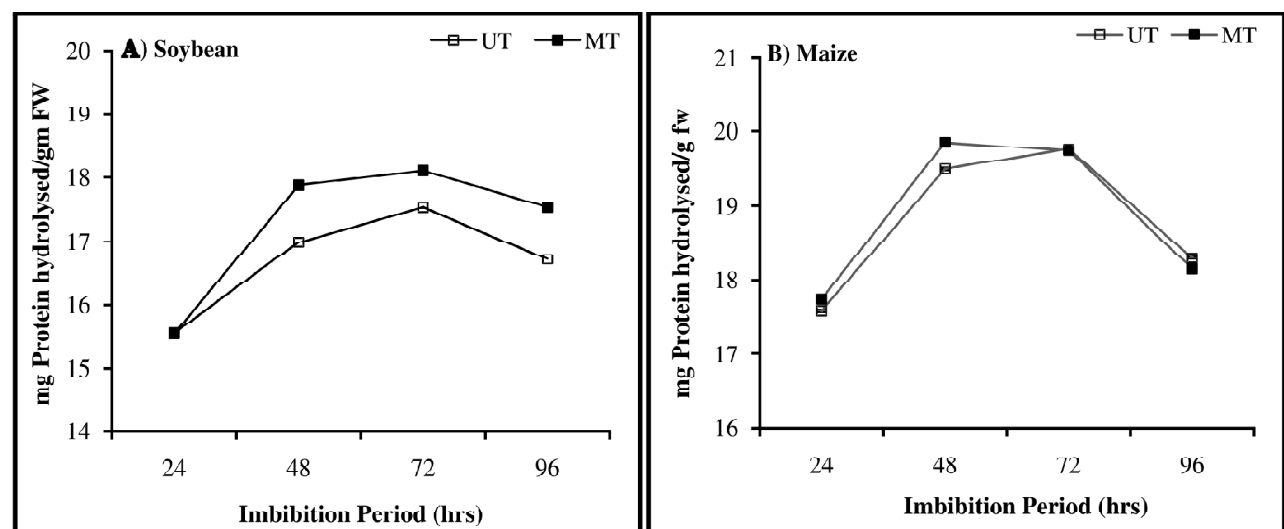 A) Soybean
UT MT
mg Protein hydrolysed/gm FW
20
19
18
17
16
15
14
24 48 72 96
Imbibition Period (hrs)
B) Maize
UT MT
mg Protein hydrolysed/g fw
21
20
19
18
17
16
24 48 72 96
Imbibition Period (hrs)